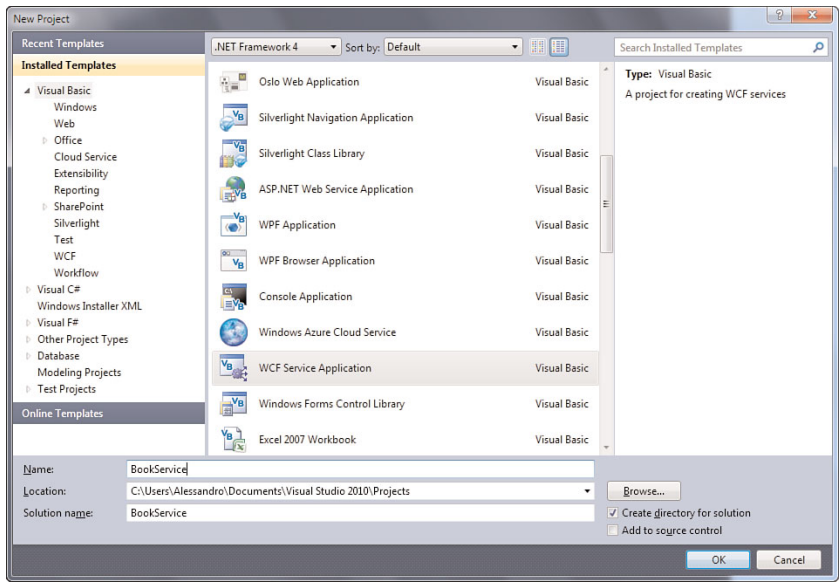 New Project
Recent Templates
Installed Templates
Visual Basic
Windows
Web
Office
Cloud Service
Extensibility
Reporting
SharePoint
Silverlight
Test
WCF
Workflow
Visual C#
Windows Installer XML
Visual F#
Other Project Types
Database
Modeling Projects
Test Projects
Online Templates
.NET Framework 4
Sort by: Default
Oslo Web Application Visual Basic
Silverlight Navigation Application Visual Basic
Silverlight Class Library Visual Basic
ASP.NET Web Service Application Visual Basic
WPF Application Visual Basic
WPF Browser Application Visual Basic
Console Application Visual Basic
Windows Azure Cloud Service Visual Basic
WCF Service Application Visual Basic
Windows Forms Control Library Visual Basic
Excel 2007 Workbook Visual Basic
Search Installed Templates
Type: Visual Basic
A project for creating WCF services
Name: BookService
Location: C:\Users\Alessandro\Documents\Visual Studio 2010\Projects
Browse...
Solution name: BookService
Create directory for solution
Add to source control
OK
Cancel